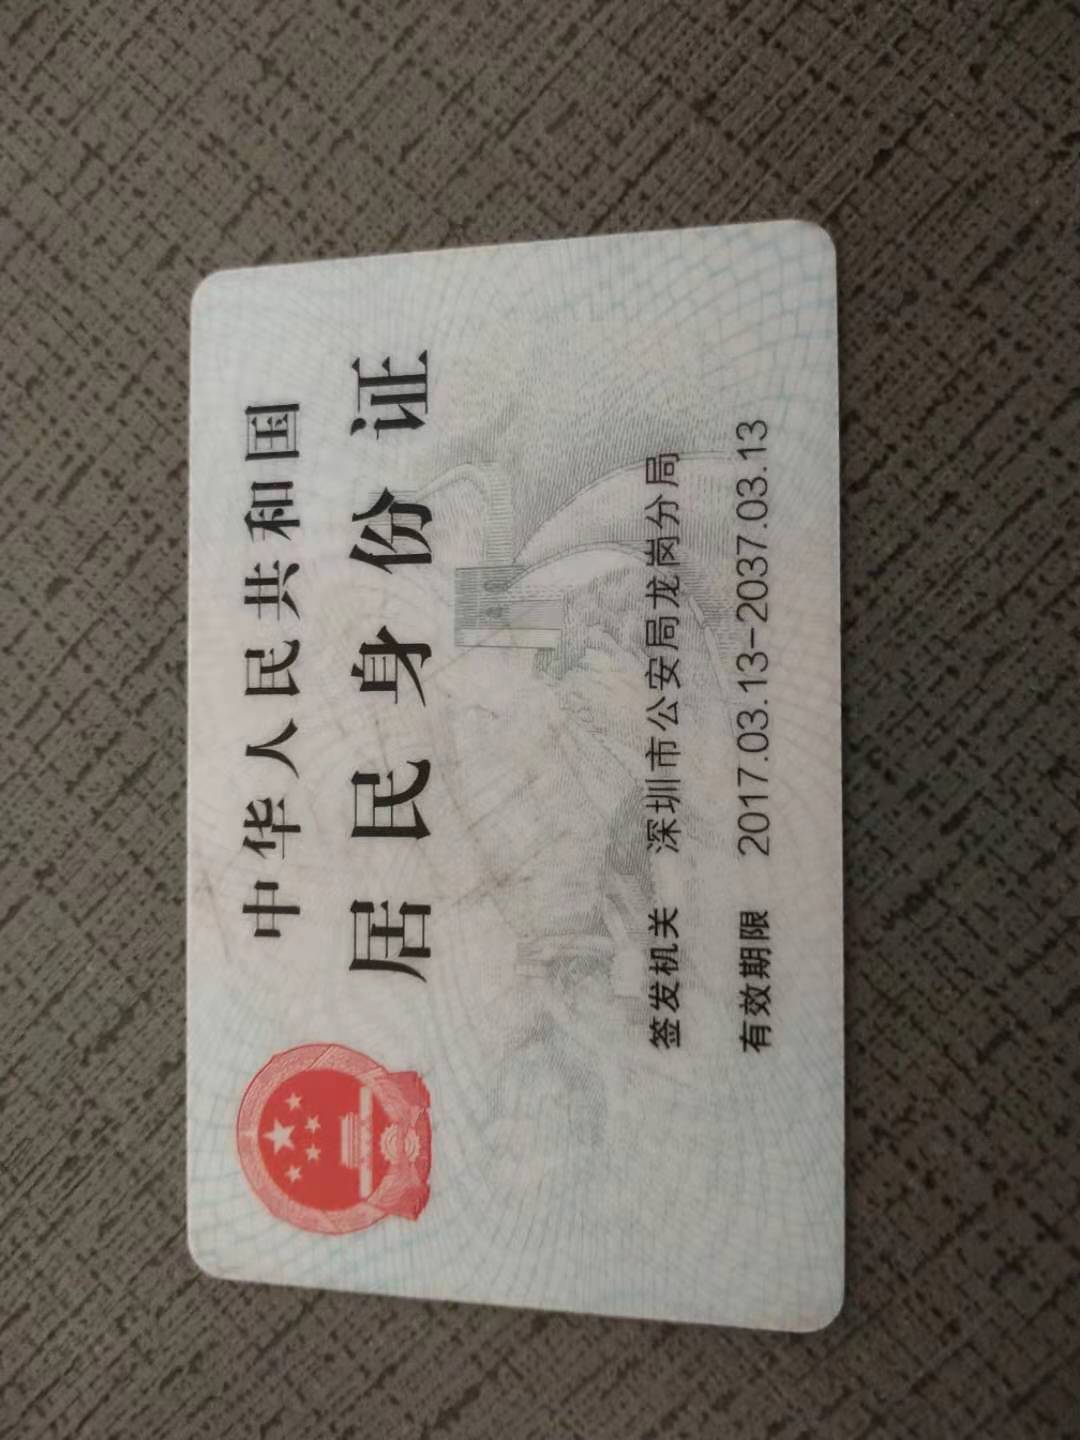 中华人民共和国
居民身份证
签发机关 深圳市公安局龙岗分局
有效期限 2017.03.13-2037.03.13